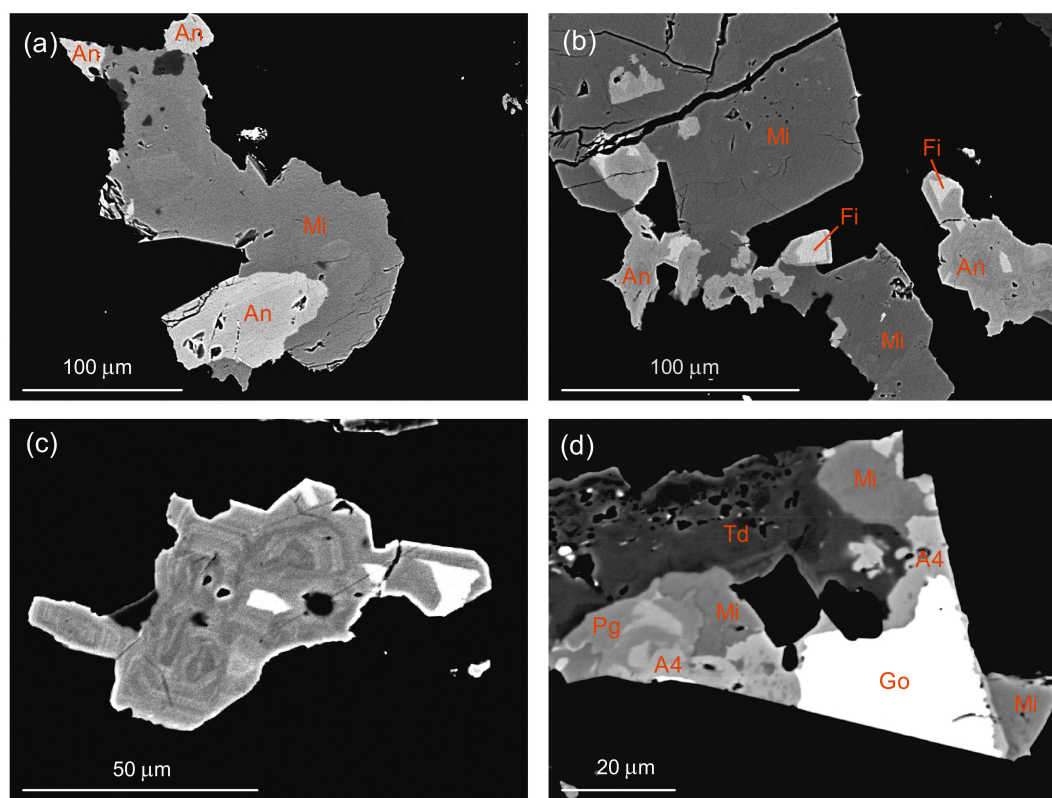 (a)
An
An
Mi
An
100 μm
(b)
Mi
Fi
Fi
An
An
Mi
100 μm
(c)
50 μm
(d)
Mi
Td
A4
Pg
Mi
A4
Go
Mi
20 μm